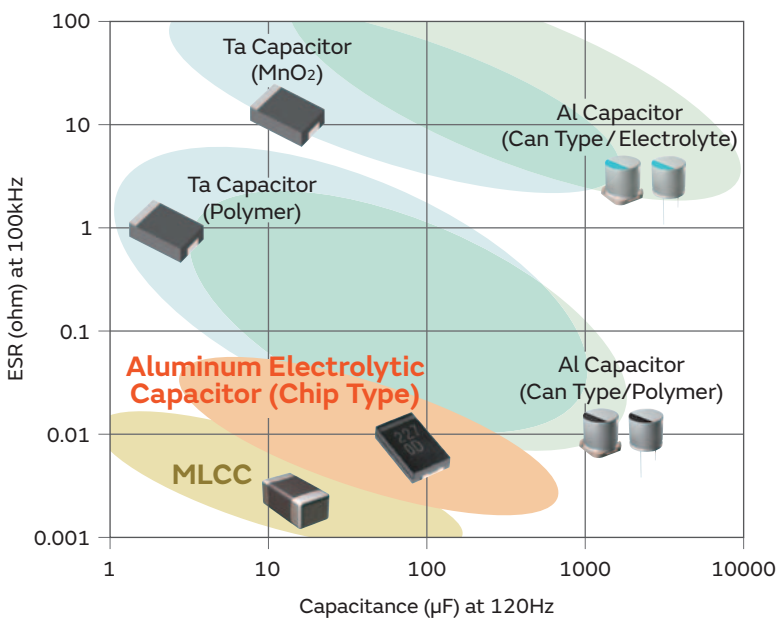 100
10
1
0.1
0.01
0.001
ESR (ohm) at 100kHz
Ta Capacitor
(MnO₂)
Al Capacitor
(Can Type/Electrolyte)
Ta Capacitor
(Polymer)
Aluminum Electrolytic
Capacitor (Chip Type)
Al Capacitor
(Can Type/Polymer)
227
0D
MLCC
1
10
100
1000
10000
Capacitance (μF) at 120Hz